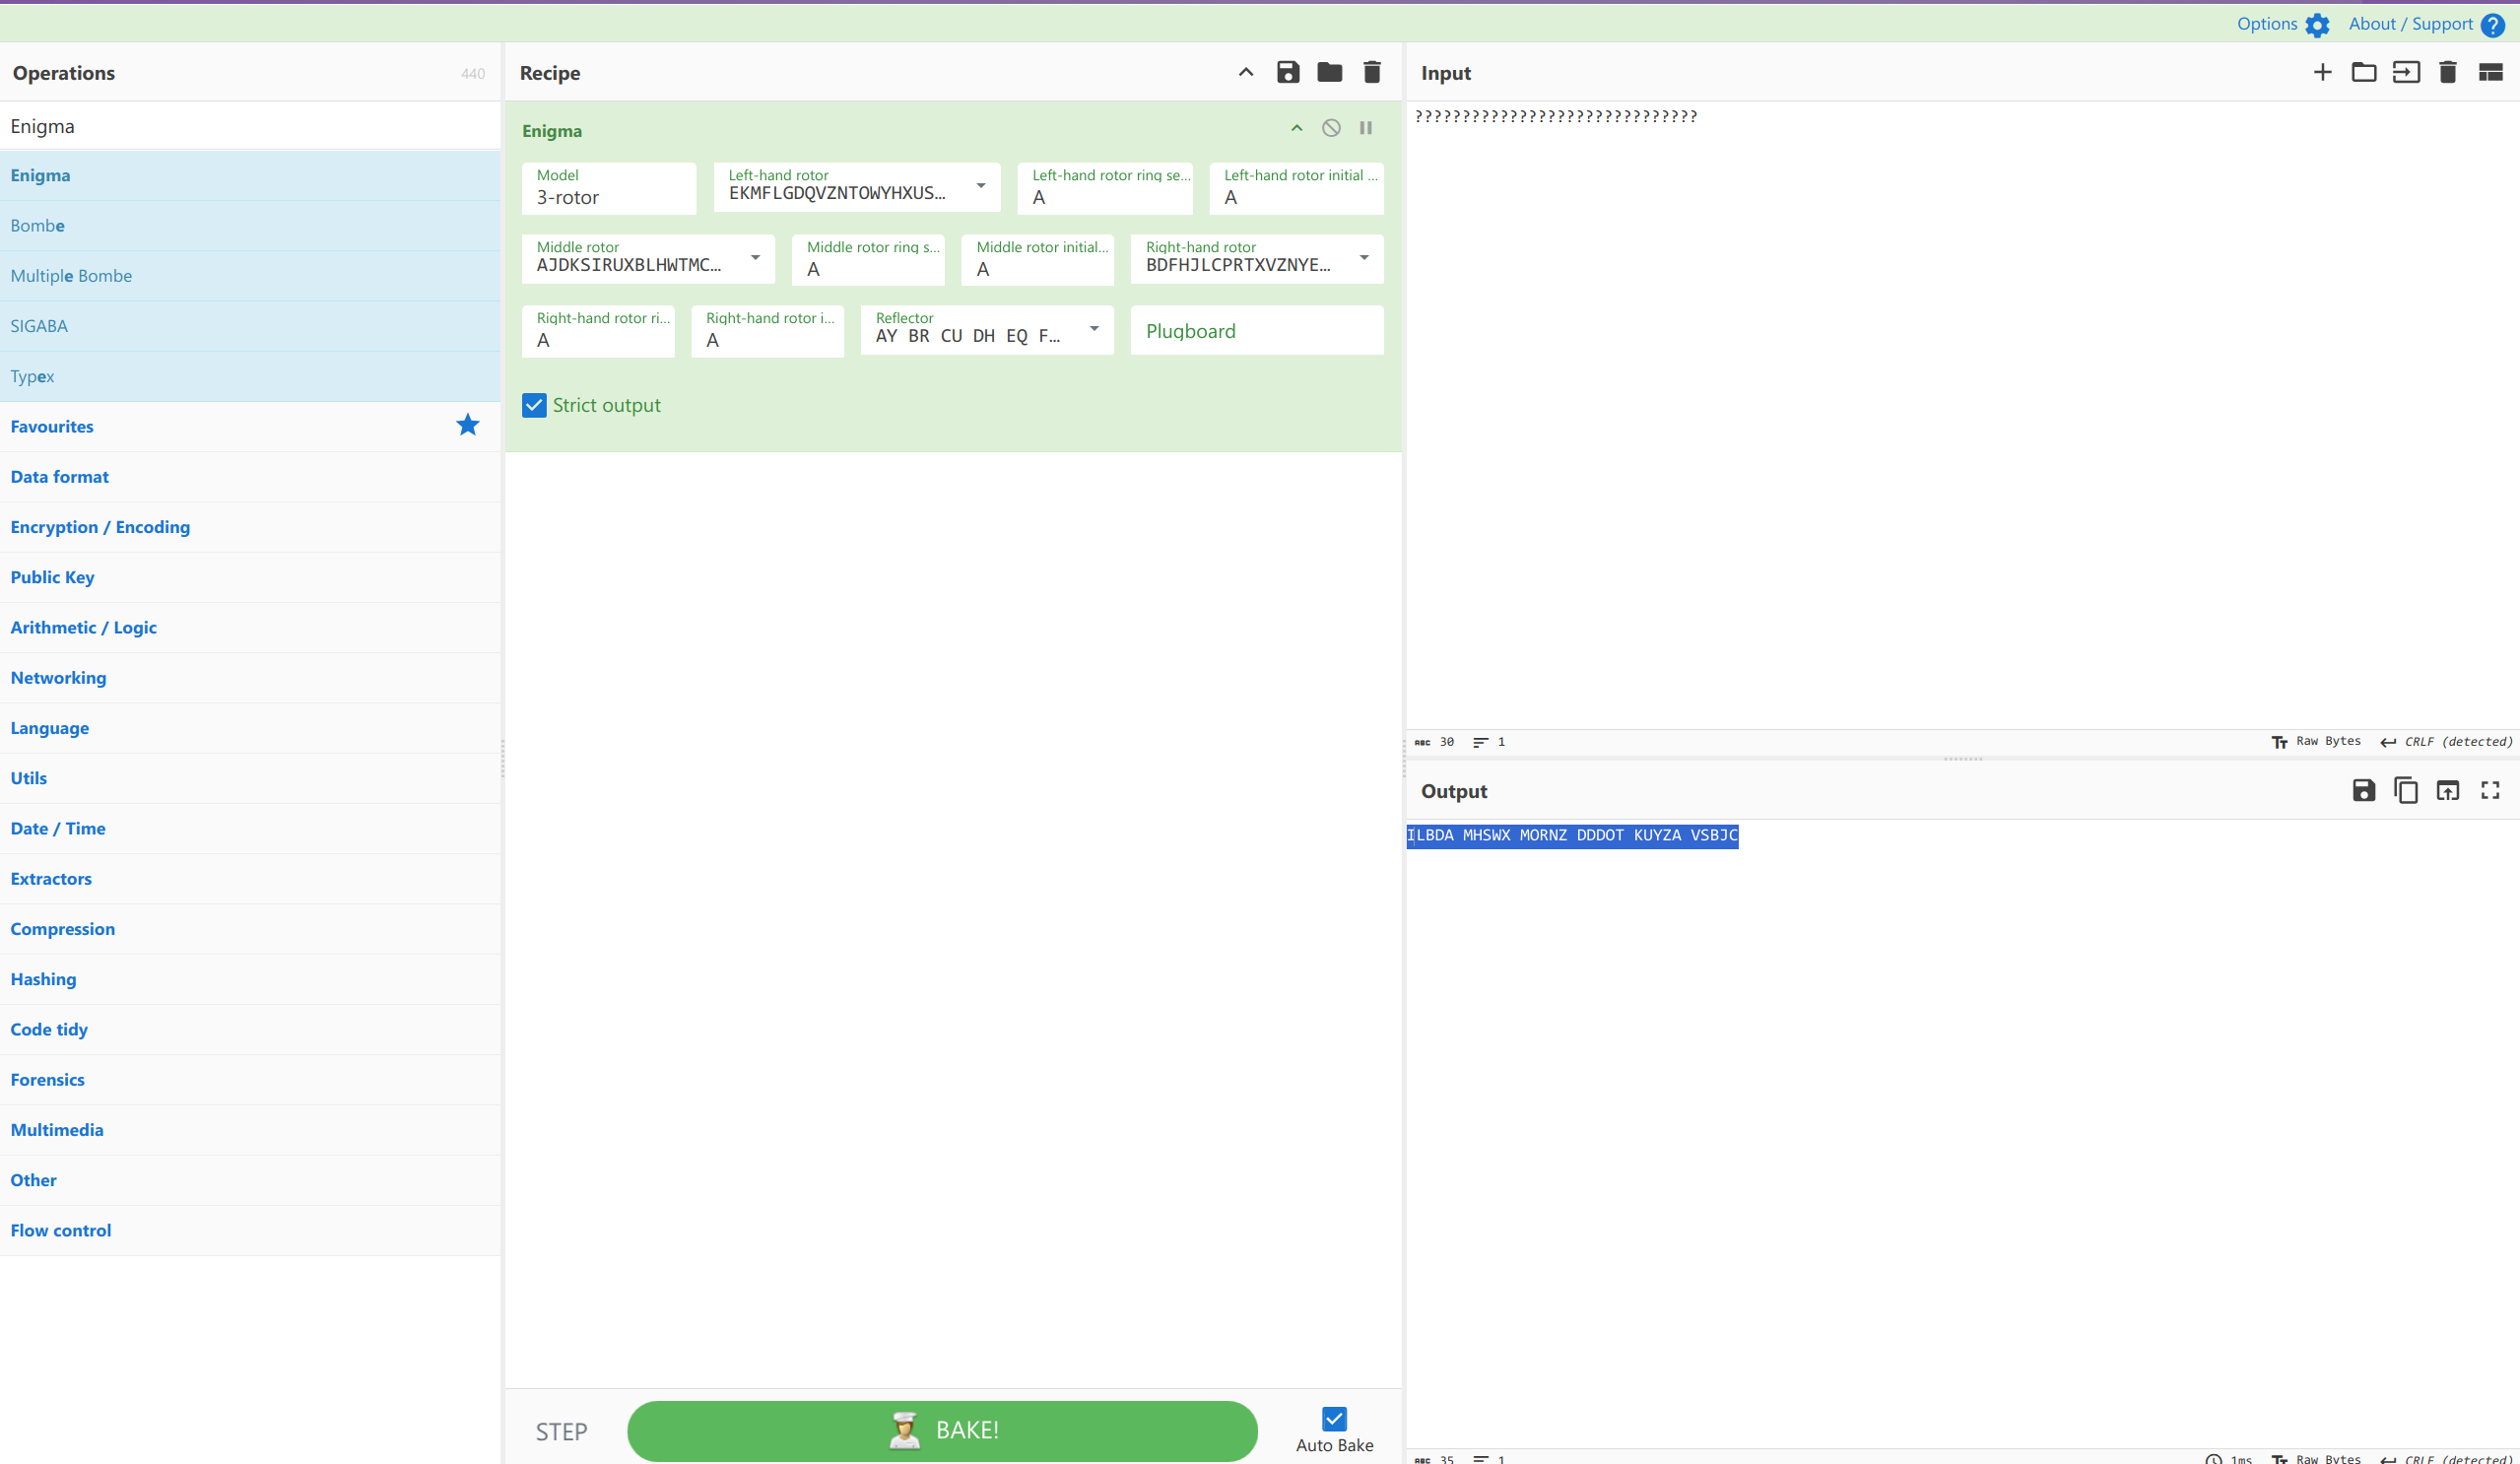 Options
About / Support
Operations
440
Enigma
Enigma
Bombe
Multiple Bombe
SIGABA
Typex
Favourites
Data format
Encryption / Encoding
Public Key
Arithmetic / Logic
Networking
Language
Utils
Date / Time
Extractors
Compression
Hashing
Code tidy
Forensics
Multimedia
Other
Flow control
Recipe
Enigma
Model
3-rotor
Left-hand rotor
EKMFLGDQVZNTOWYHXUS...
Left-hand rotor ring se...
A
Left-hand rotor initial ...
A
Middle rotor
AJDKSIRUXBLHWTMC...
Middle rotor ring s...
A
Middle rotor initial...
A
Right-hand rotor
BDFHJLCPRTXVZNYE...
Right-hand rotor ri...
A
Right-hand rotor i...
A
Reflector
AY BR CU DH EQ F...
Plugboard
Strict output
STEP
BAKE!
Auto Bake
Input
??????????????????????????????
ABC 30 1
Raw Bytes
CRLF (detected)
Output
ILBDA MHSWX MORNZ DDDOT KUYZA VSBJC
ABC 35 1
1ms
Raw Bytes
CRLF (detected)